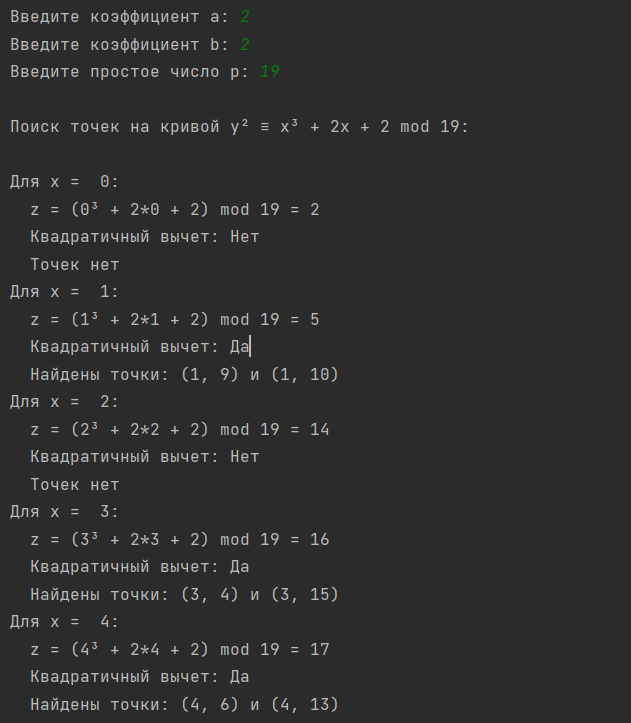 Введите коэффициент a: 2
Введите коэффициент b: 2
Введите простое число p: 19
Поиск точек на кривой y² ≡ x³ + 2x + 2 mod 19:
Для x =  0:
z = (0³ + 2*0 + 2) mod 19 = 2
Квадратичный вычет: Нет
Точек нет
Для x =  1:
z = (1³ + 2*1 + 2) mod 19 = 5
Квадратичный вычет: Да
Найдены точки: (1, 9) и (1, 10)
Для x =  2:
z = (2³ + 2*2 + 2) mod 19 = 14
Квадратичный вычет: Нет
Точек нет
Для x =  3:
z = (3³ + 2*3 + 2) mod 19 = 16
Квадратичный вычет: Да
Найдены точки: (3, 4) и (3, 15)
Для x =  4:
z = (4³ + 2*4 + 2) mod 19 = 17
Квадратичный вычет: Да
Найдены точки: (4, 6) и (4, 13)